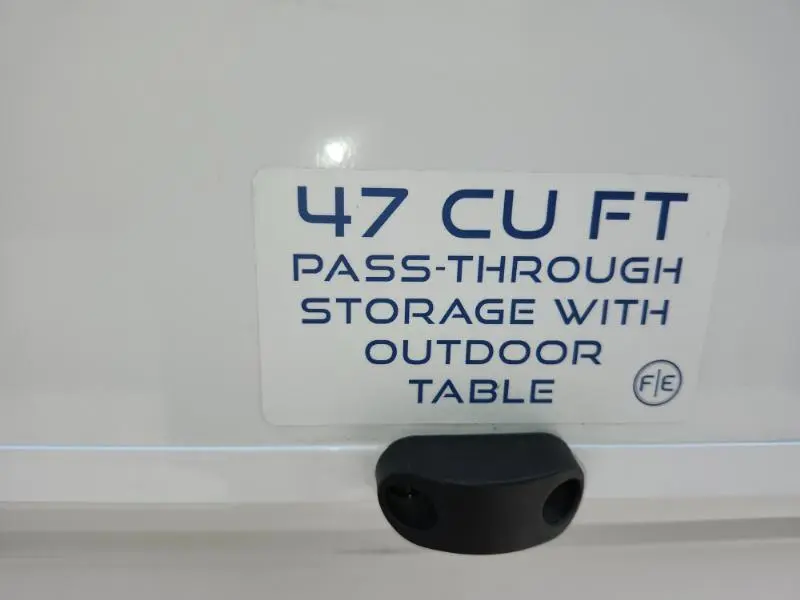 47 CU FT
PASS-THROUGH
STORAGE WITH
OUTDOOR
TABLE
F|E